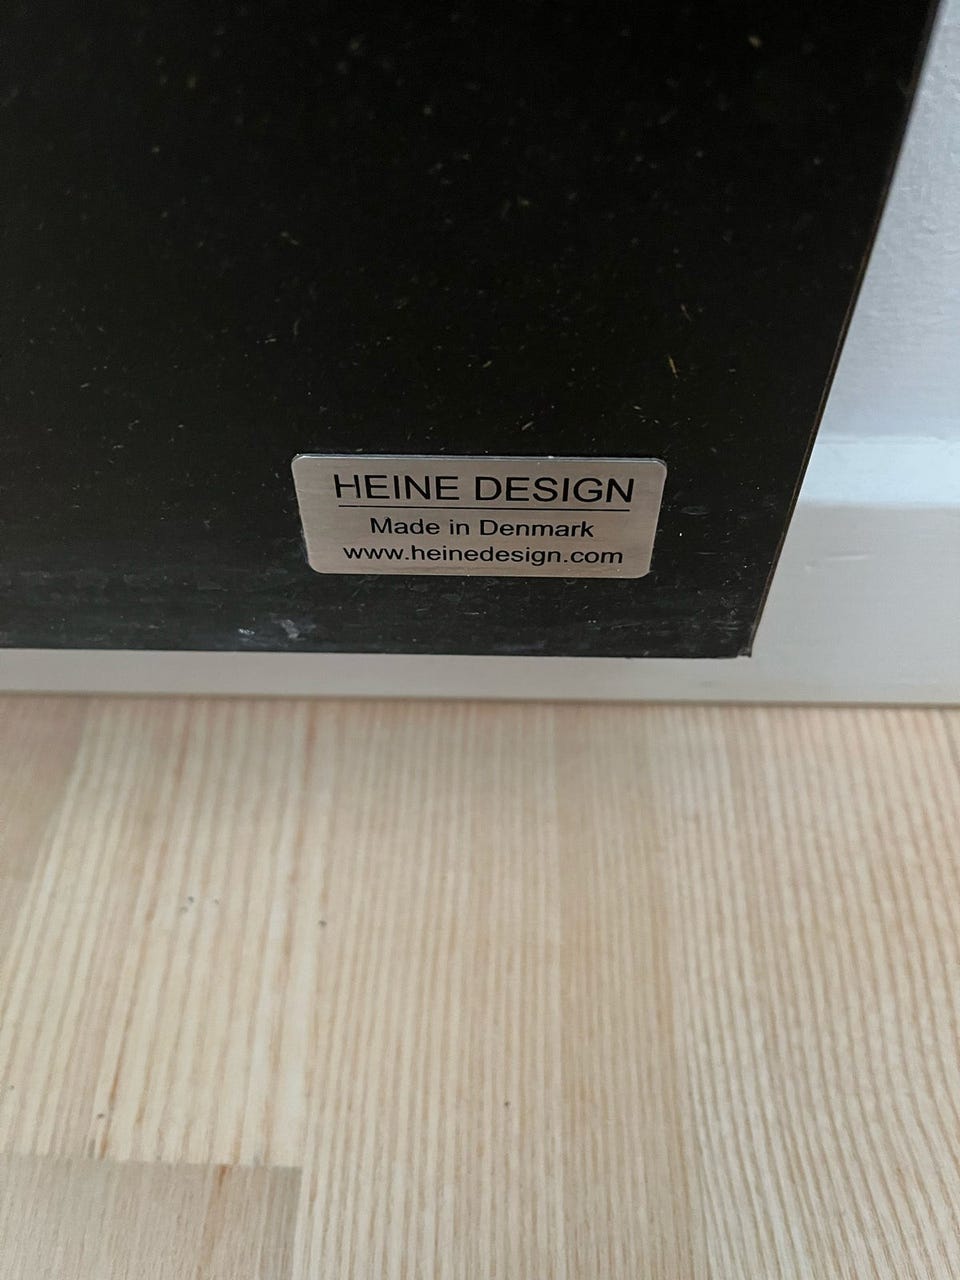 HEINE DESIGN
Made in Denmark
www.heinedesign.com